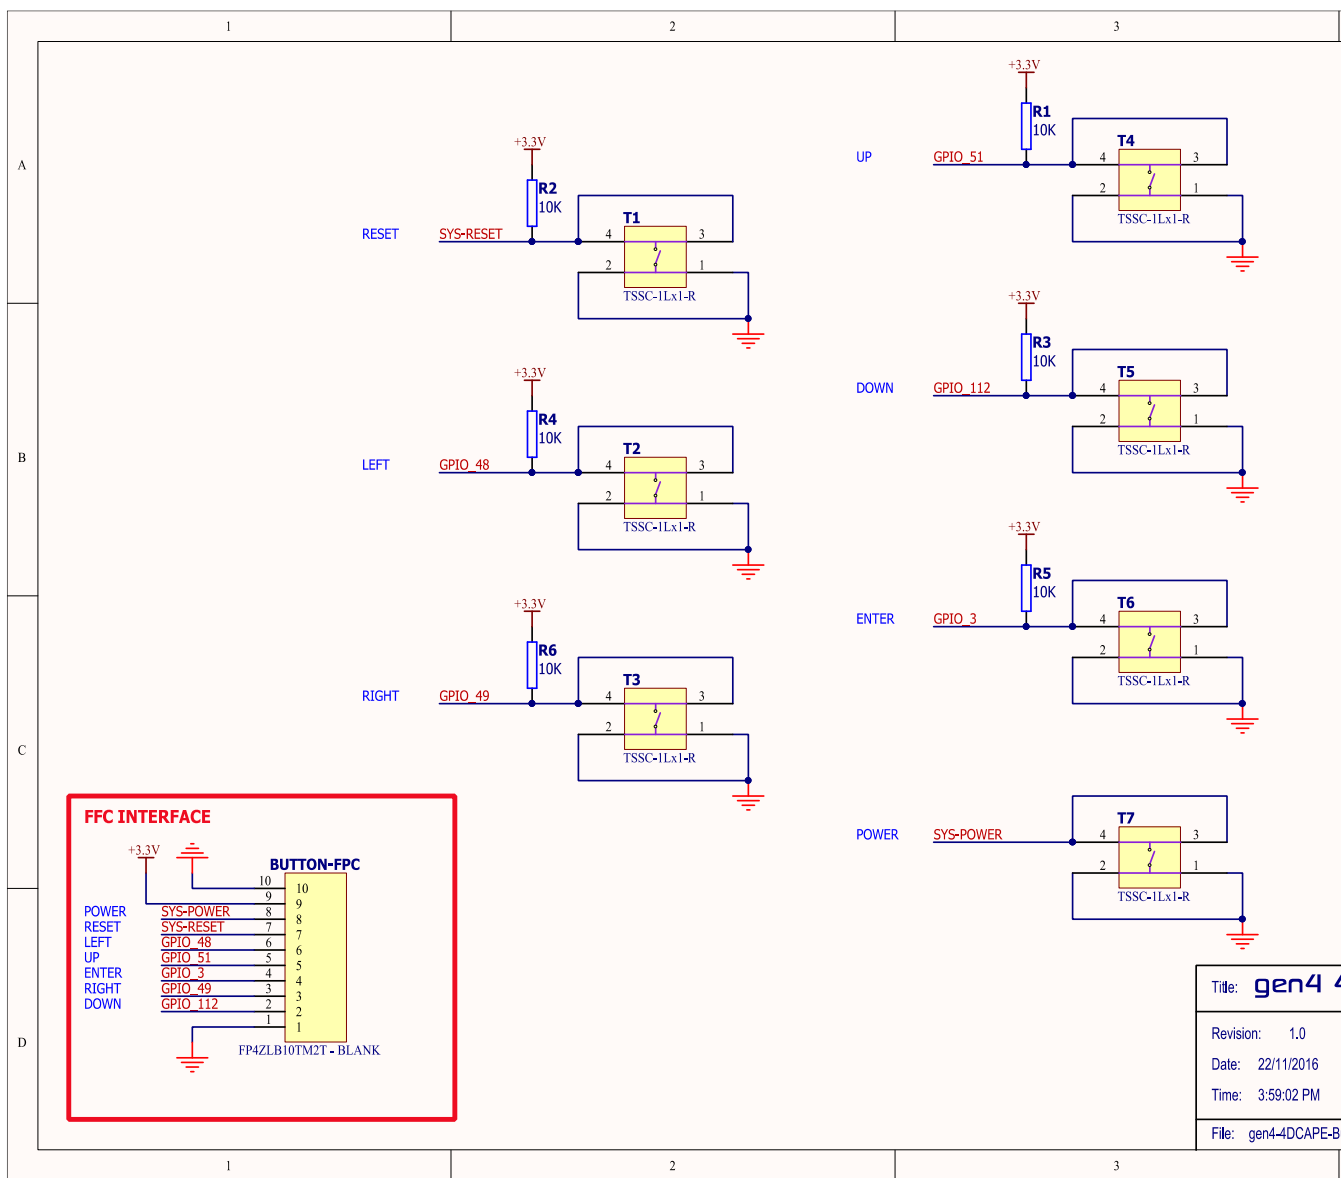 1 2 3
A
B
C
D
+3.3V
R2
10K
RESET SYS-RESET
T1
4 3
2 1
TSSC-1Lx1-R
+3.3V
R4
10K
LEFT GPIO_48
T2
4 3
2 1
TSSC-1Lx1-R
+3.3V
R6
10K
RIGHT GPIO_49
T3
4 3
2 1
TSSC-1Lx1-R
+3.3V
R1
10K
UP GPIO_51
T4
4 3
2 1
TSSC-1Lx1-R
+3.3V
R3
10K
DOWN GPIO_112
T5
4 3
2 1
TSSC-1Lx1-R
+3.3V
R5
10K
ENTER GPIO_3
T6
4 3
2 1
TSSC-1Lx1-R
POWER SYS-POWER
T7
4 3
2 1
TSSC-1Lx1-R
FFC INTERFACE
+3.3V
BUTTON-FPC
10 10
9 9
POWER SYS-POWER 8 8
RESET SYS-RESET 7 7
LEFT GPIO_48 6 6
UP GPIO_51 5 5
ENTER GPIO_3 4 4
RIGHT GPIO_49 3 3
DOWN GPIO_112 2 2
1 1
FP4ZLB10TM2T - BLANK
Title: gen4 4
Revision: 1.0
Date: 22/11/2016
Time: 3:59:02 PM
File: gen4-4DCAPE-B
1 2 3